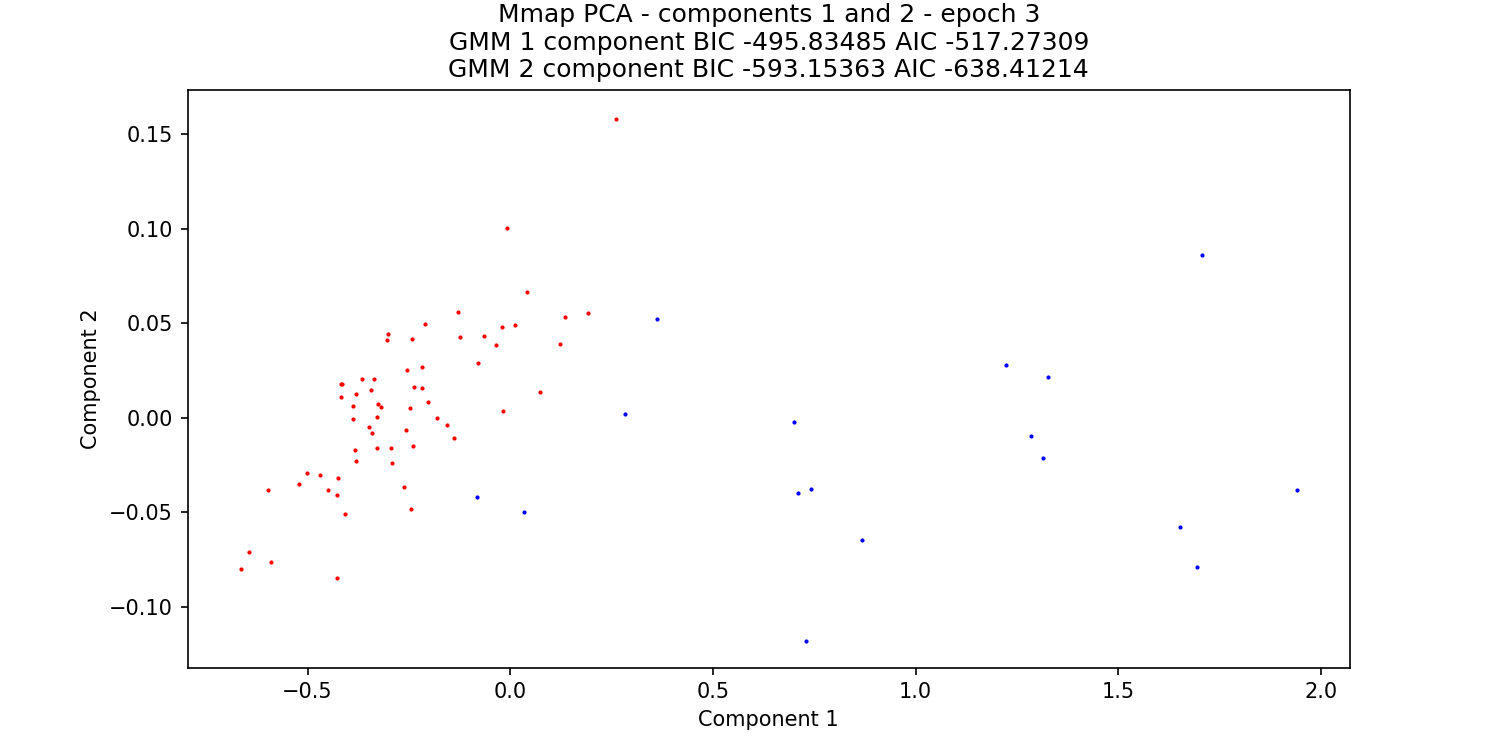 Mmap PCA - components 1 and 2 - epoch 3
GMM 1 component BIC -495.83485 AIC -517.27309
GMM 2 component BIC -593.15363 AIC -638.41214
0.15
0.10
0.05
0.00
−0.05
−0.10
Component 2
−0.5
0.0
0.5
1.0
1.5
2.0
Component 1